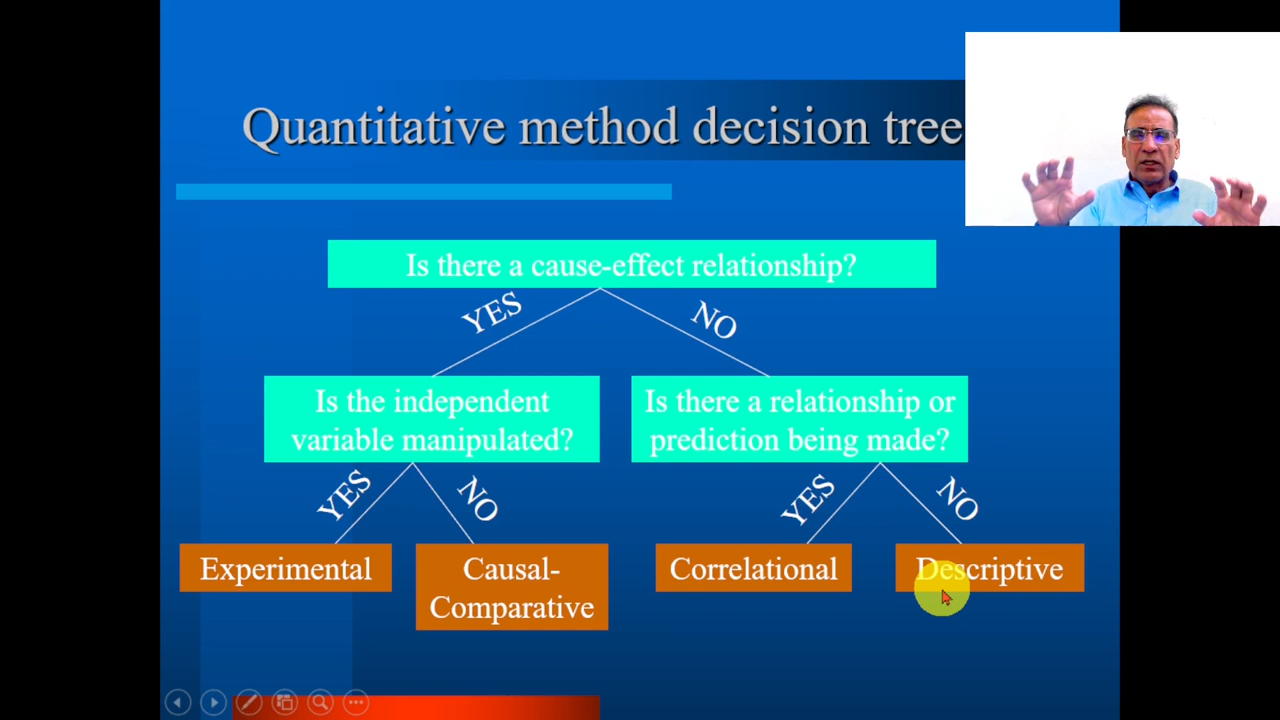 Quantitative method decision tree
Is there a cause-effect relationship?
YES
NO
Is the independent
variable manipulated?
Is there a relationship or
prediction being made?
YES
NO
YES
NO
Experimental
Causal-
Comparative
Correlational
Descriptive